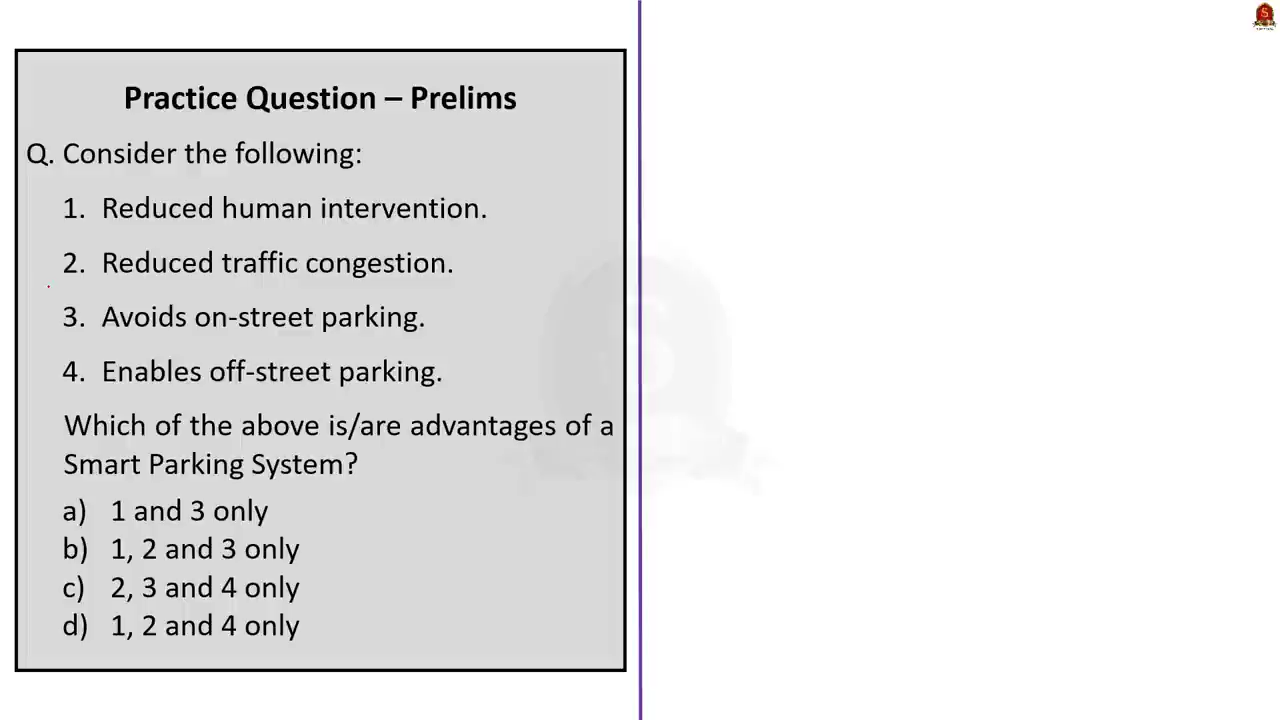 Practice Question – Prelims
Q. Consider the following:
1. Reduced human intervention.
2. Reduced traffic congestion.
3. Avoids on-street parking.
4. Enables off-street parking.
Which of the above is/are advantages of a
Smart Parking System?
a) 1 and 3 only
b) 1, 2 and 3 only
c) 2, 3 and 4 only
d) 1, 2 and 4 only